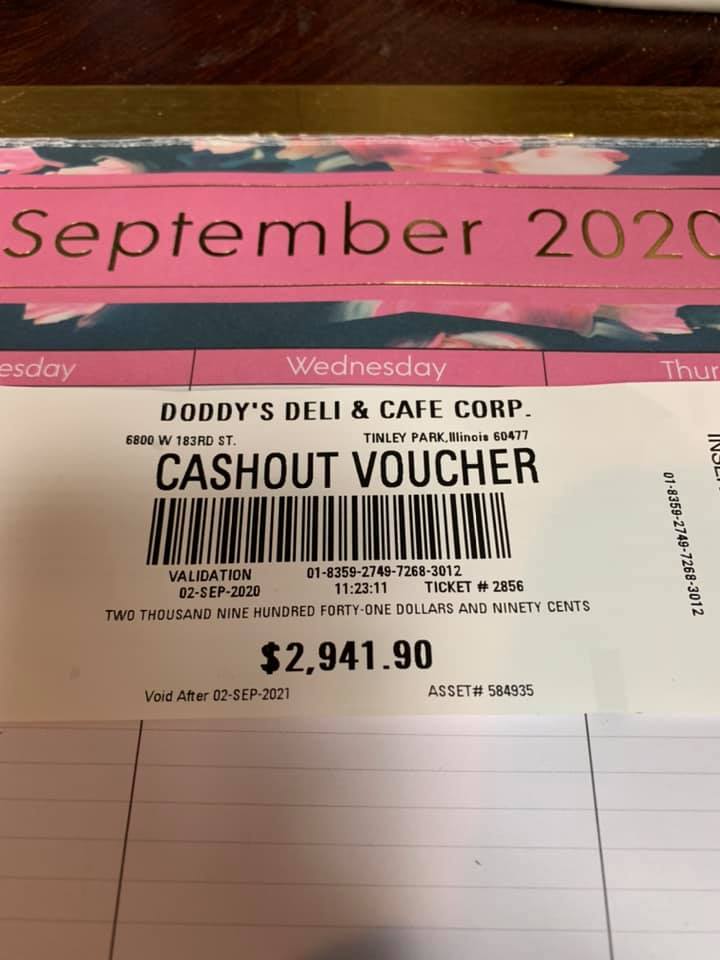 September 2020
esday Wednesday Thur
DODDY'S DELI & CAFE CORP.
6800 W 183RD ST. TINLEY PARK,Illinois 60477
CASHOUT VOUCHER
VALIDATION 01-8359-2749-7268-3012
02-SEP-2020 11:23:11 TICKET # 2856
TWO THOUSAND NINE HUNDRED FORTY-ONE DOLLARS AND NINETY CENTS
$2,941.90
Void After 02-SEP-2021 ASSET# 584935
01-8359-2749-7268-3012